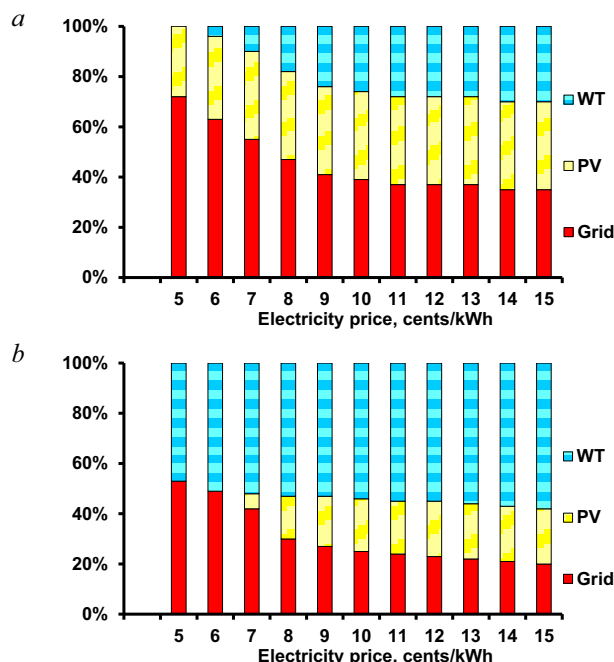 a
100%
80%
60%
40%
20%
0%
WT
PV
Grid
5 6 7 8 9 10 11 12 13 14 15
Electricity price, cents/kWh
b
100%
80%
60%
40%
20%
0%
WT
PV
Grid
5 6 7 8 9 10 11 12 13 14 15
Electricity price, cents/kWh